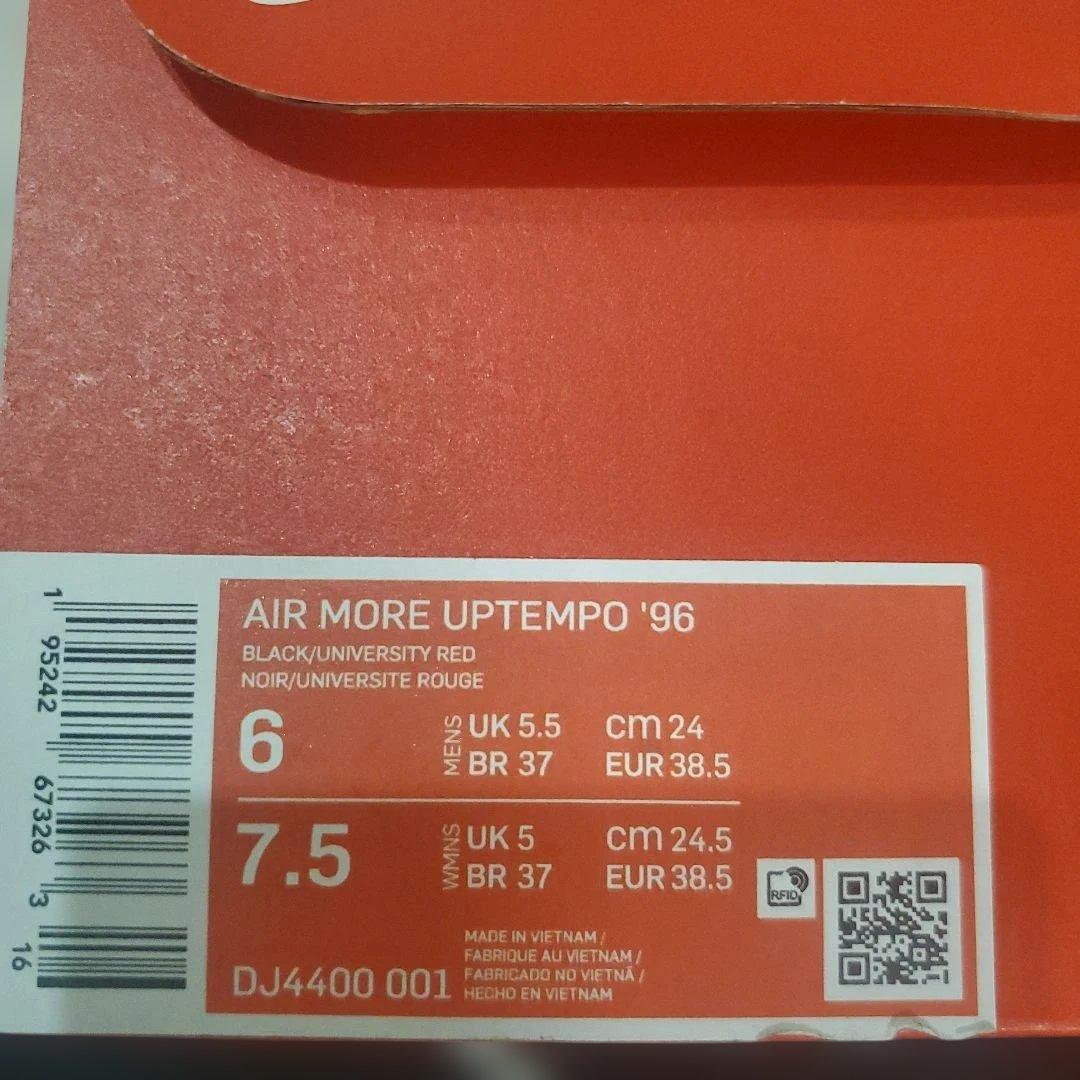 AIR MORE UPTEMPO '96
BLACK/UNIVERSITY RED
NOIR/UNIVERSITE ROUGE
6 MENS UK 5.5 cm 24
BR 37 EUR 38.5
7.5 WMNS UK 5 cm 24.5
BR 37 EUR 38.5
RFID
MADE IN VIETNAM /
FABRIQUE AU VIETNAM /
FABRICADO NO VIETNÃ /
HECHO EN VIETNAM
DJ4400 001
1 95242 67326 3 16